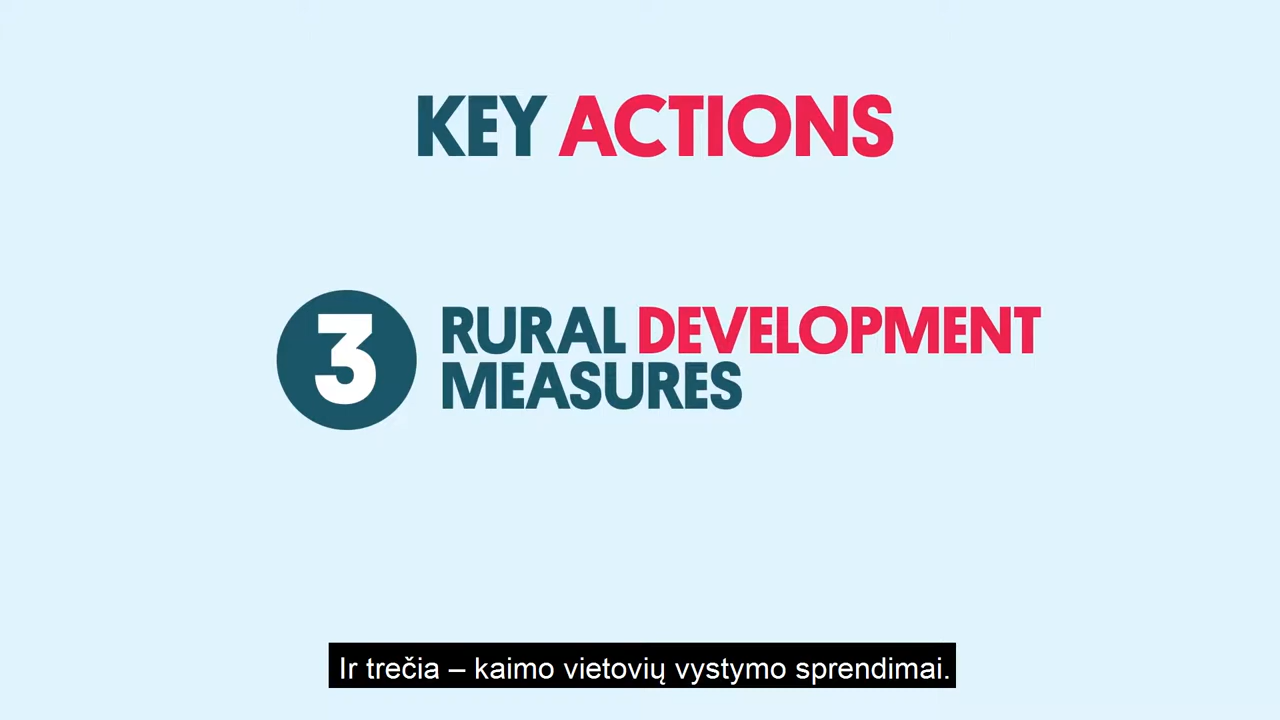 KEY ACTIONS
3
RURAL DEVELOPMENT
MEASURES
Ir trečia – kaimo vietovių vystymo sprendimai.